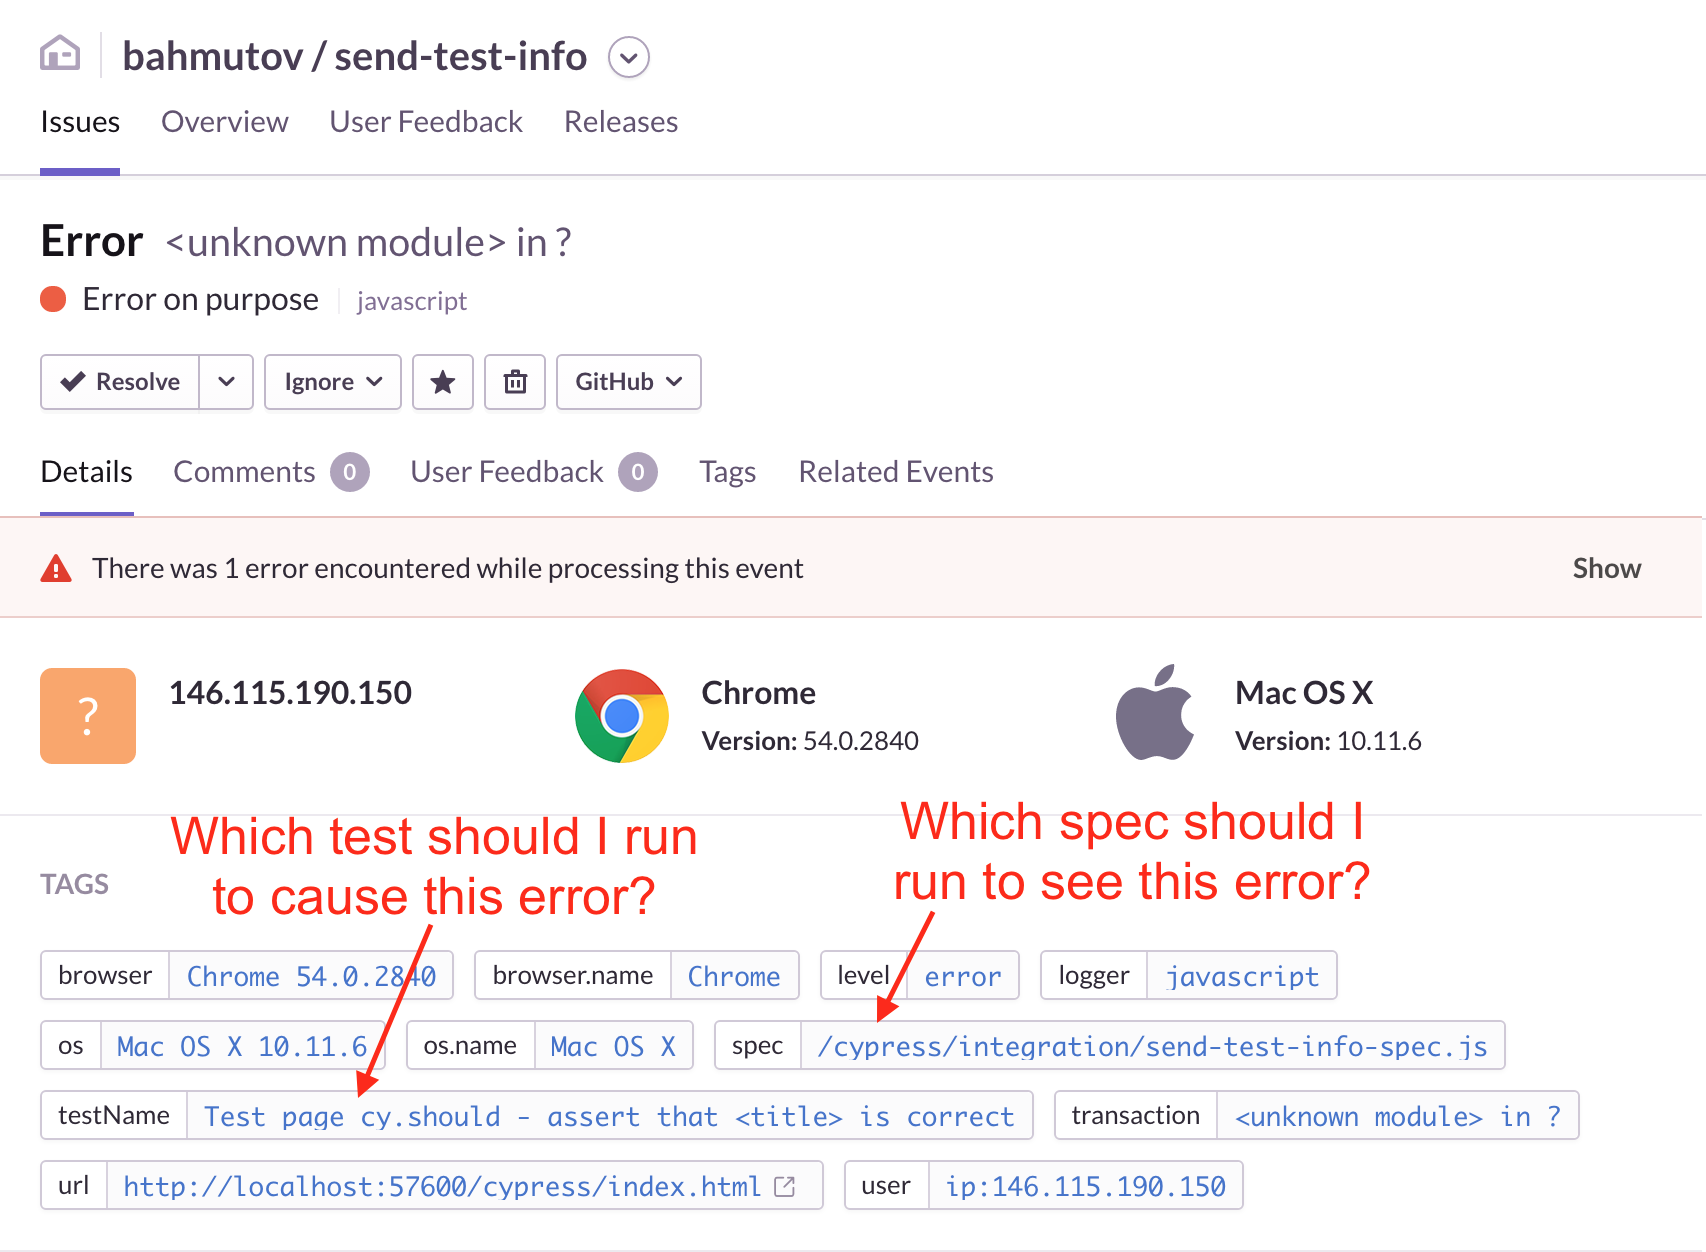 bahmutov / send-test-info
Issues Overview User Feedback Releases
Error <unknown module> in ?
Error on purpose javascript
Resolve Ignore GitHub
Details Comments 0 User Feedback 0 Tags Related Events
There was 1 error encountered while processing this event Show
? 146.115.190.150 Chrome Mac OS X
Version: 54.0.2840 Version: 10.11.6
Which test should I run Which spec should I
to cause this error? run to see this error?
TAGS
browser Chrome 54.0.2840 browser.name Chrome level error logger javascript
os Mac OS X 10.11.6 os.name Mac OS X spec /cypress/integration/send-test-info-spec.js
testName Test page cy.should - assert that <title> is correct transaction <unknown module> in ?
url http://localhost:57600/cypress/index.html user ip:146.115.190.150